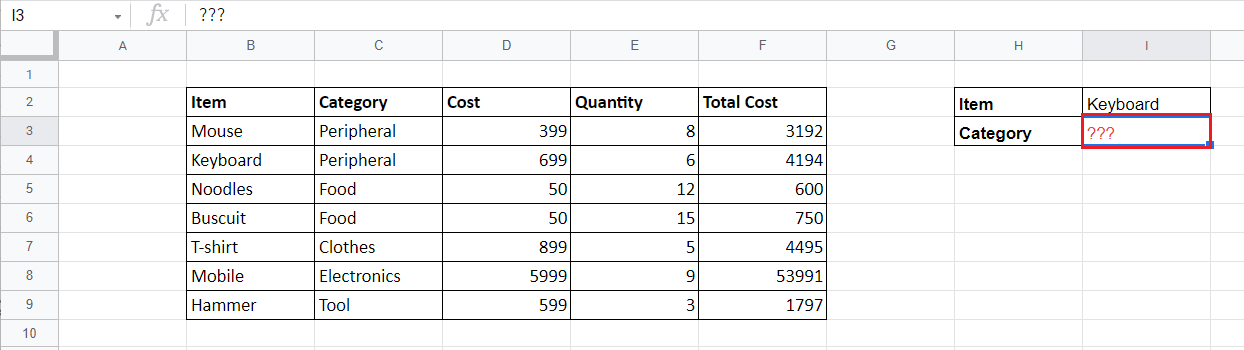 I3 fx ???
A B C D E F G H I
1
2 Item Category Cost Quantity Total Cost Item Keyboard
3 Mouse Peripheral 399 8 3192 Category ???
4 Keyboard Peripheral 699 6 4194
5 Noodles Food 50 12 600
6 Buscuit Food 50 15 750
7 T-shirt Clothes 899 5 4495
8 Mobile Electronics 5999 9 53991
9 Hammer Tool 599 3 1797
10